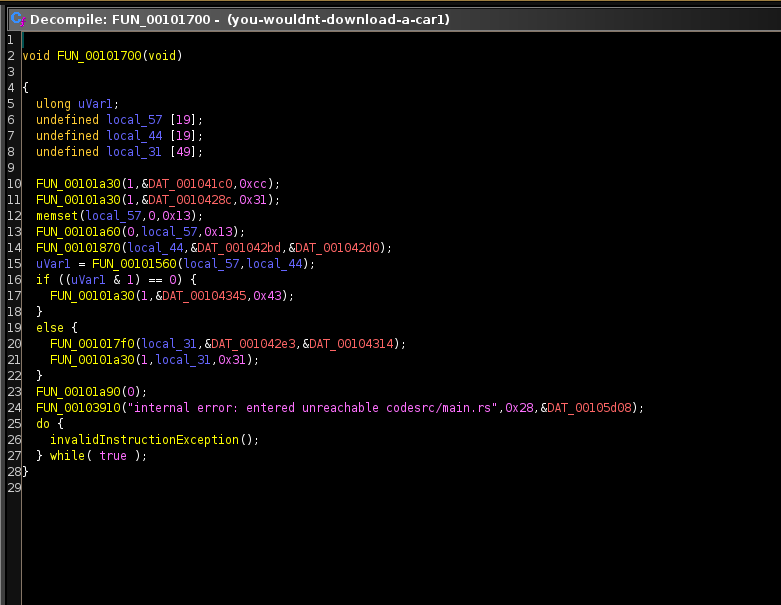 Decompile: FUN_00101700 - (you-wouldnt-download-a-car1)
1
2 void FUN_00101700(void)
3
4 {
5 ulong uVar1;
6 undefined local_57 [19];
7 undefined local_44 [19];
8 undefined local_31 [49];
9
10 FUN_00101a30(1,&DAT_001041c0,0xcc);
11 FUN_00101a30(1,&DAT_0010428c,0x31);
12 memset(local_57,0,0x13);
13 FUN_00101a60(0,local_57,0x13);
14 FUN_00101870(local_44,&DAT_001042bd,&DAT_001042d0);
15 uVar1 = FUN_00101560(local_57,local_44);
16 if ((uVar1 & 1) == 0) {
17 FUN_00101a30(1,&DAT_00104345,0x43);
18 }
19 else {
20 FUN_001017f0(local_31,&DAT_001042e3,&DAT_00104314);
21 FUN_00101a30(1,local_31,0x31);
22 }
23 FUN_00101a90(0);
24 FUN_00103910("internal error: entered unreachable codesrc/main.rs",0x28,&DAT_00105d08);
25 do {
26 invalidInstructionException();
27 } while( true );
28 }
29